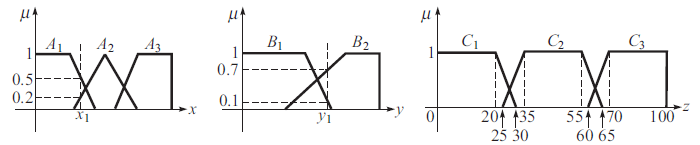 μ A₁ A₂ A₃
1
0.5
0.2
x₁ x
μ B₁ B₂
1
0.7
0.1
y₁ y
μ C₁ C₂ C₃
1
0 20 35 55 70 100 z
25 30 60 65